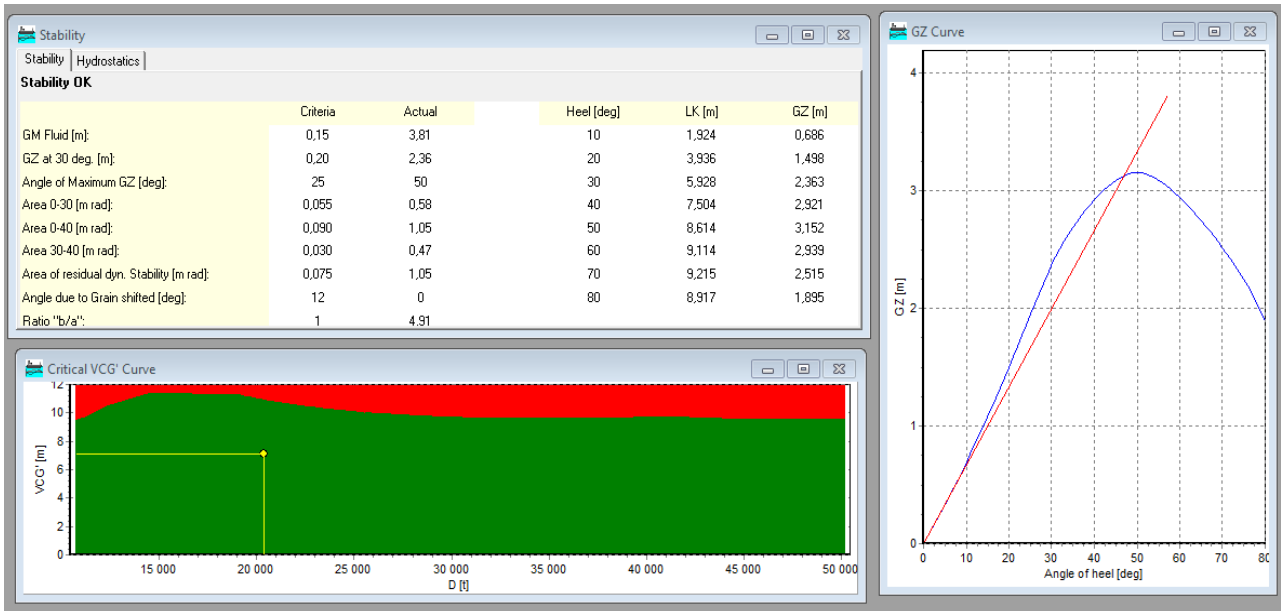 Stability
Stability Hydrostatics
Stability OK
Criteria Actual Heel [deg] LK [m] GZ [m]
GM Fluid [m]: 0,15 3,81 10 1,924 0,686
GZ at 30 deg. [m]: 0,20 2,36 20 3,936 1,498
Angle of Maximum GZ [deg]: 25 50 30 5,928 2,363
Area 0-30 [m rad]: 0,055 0,58 40 7,504 2,921
Area 0-40 [m rad]: 0,090 1,05 50 8,614 3,152
Area 30-40 [m rad]: 0,030 0,47 60 9,114 2,939
Area of residual dyn. Stability [m rad]: 0,075 1,05 70 9,215 2,515
Angle due to Grain shifted [deg]: 12 0 80 8,917 1,895
Ratio "b/a": 1 4.91
Critical VCG' Curve
12
10
8
6
4
2
0
VCG' [m]
15 000 20 000 25 000 30 000 35 000 40 000 45 000 50 000
D [t]
GZ Curve
4
3
2
1
0
GZ [m]
0 10 20 30 40 50 60 70 80
Angle of heel [deg]